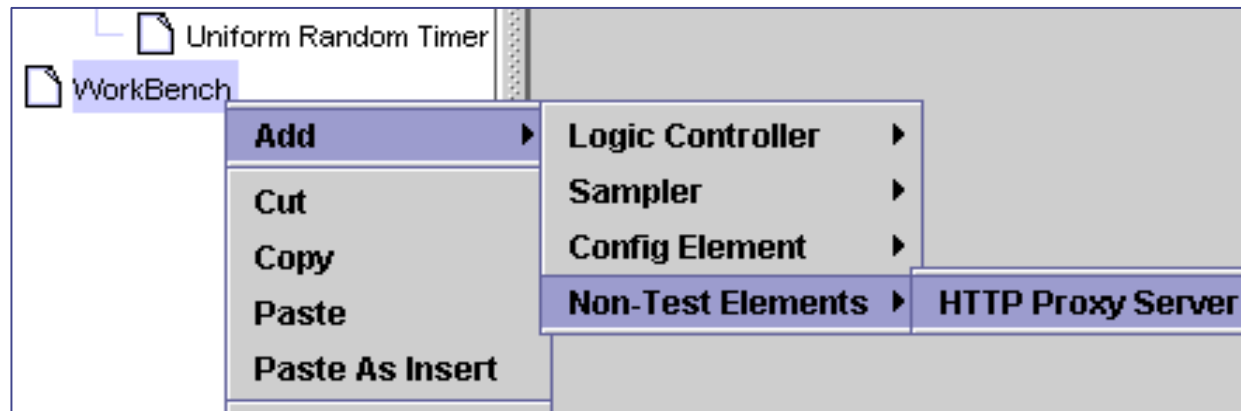 Uniform Random Timer
WorkBench
Add
Logic Controller
Cut
Sampler
Copy
Config Element
Paste
Non-Test Elements
HTTP Proxy Server
Paste As Insert